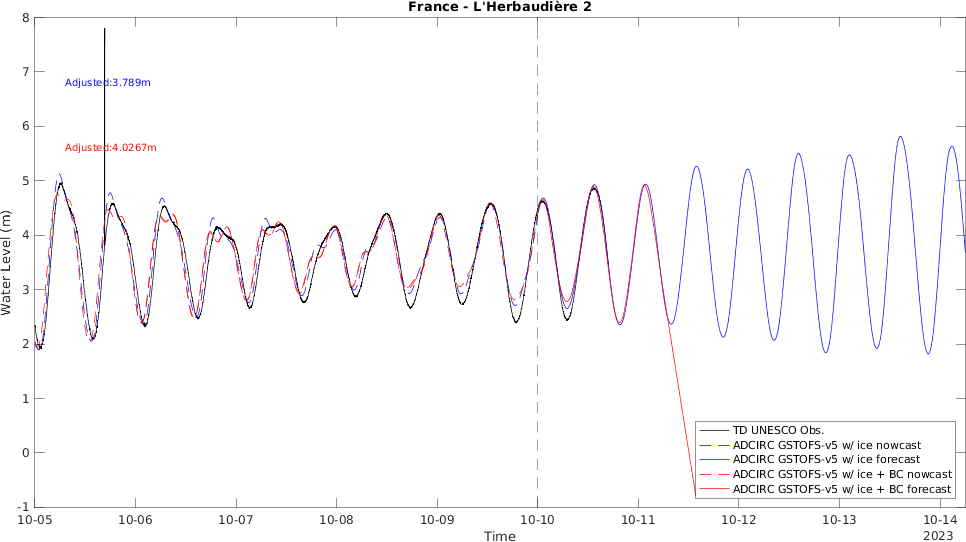 France - L'Herbaudière 2
8
7
6
5
4
3
2
1
0
-1
Water Level (m)
Adjusted:3.789m
Adjusted:4.0267m
TD UNESCO Obs.
ADCIRC GSTOFS-v5 w/ ice nowcast
ADCIRC GSTOFS-v5 w/ ice forecast
ADCIRC GSTOFS-v5 w/ ice + BC nowcast
ADCIRC GSTOFS-v5 w/ ice + BC forecast
10-05 10-06 10-07 10-08 10-09 10-10 10-11 10-12 10-13 10-14
Time
2023